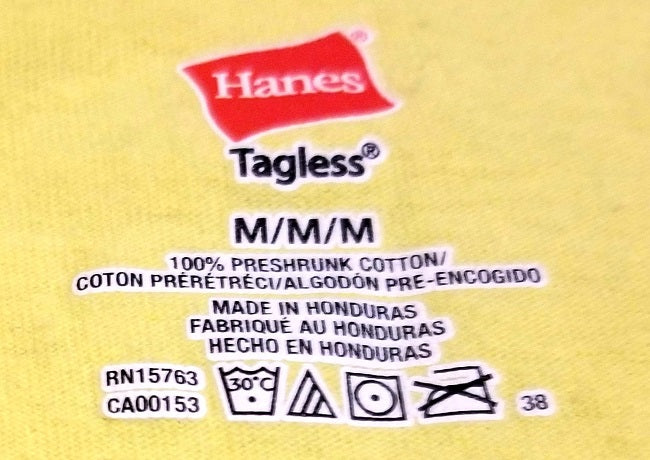 Hanes®
Tagless®
M/M/M
100% PRESHRUNK COTTON/
COTON PRÉRÉTRÉCI/ALGODÓN PRE-ENCOGIDO
MADE IN HONDURAS
FABRIQUÉ AU HONDURAS
HECHO EN HONDURAS
RN15763
CA00153
30°C
38